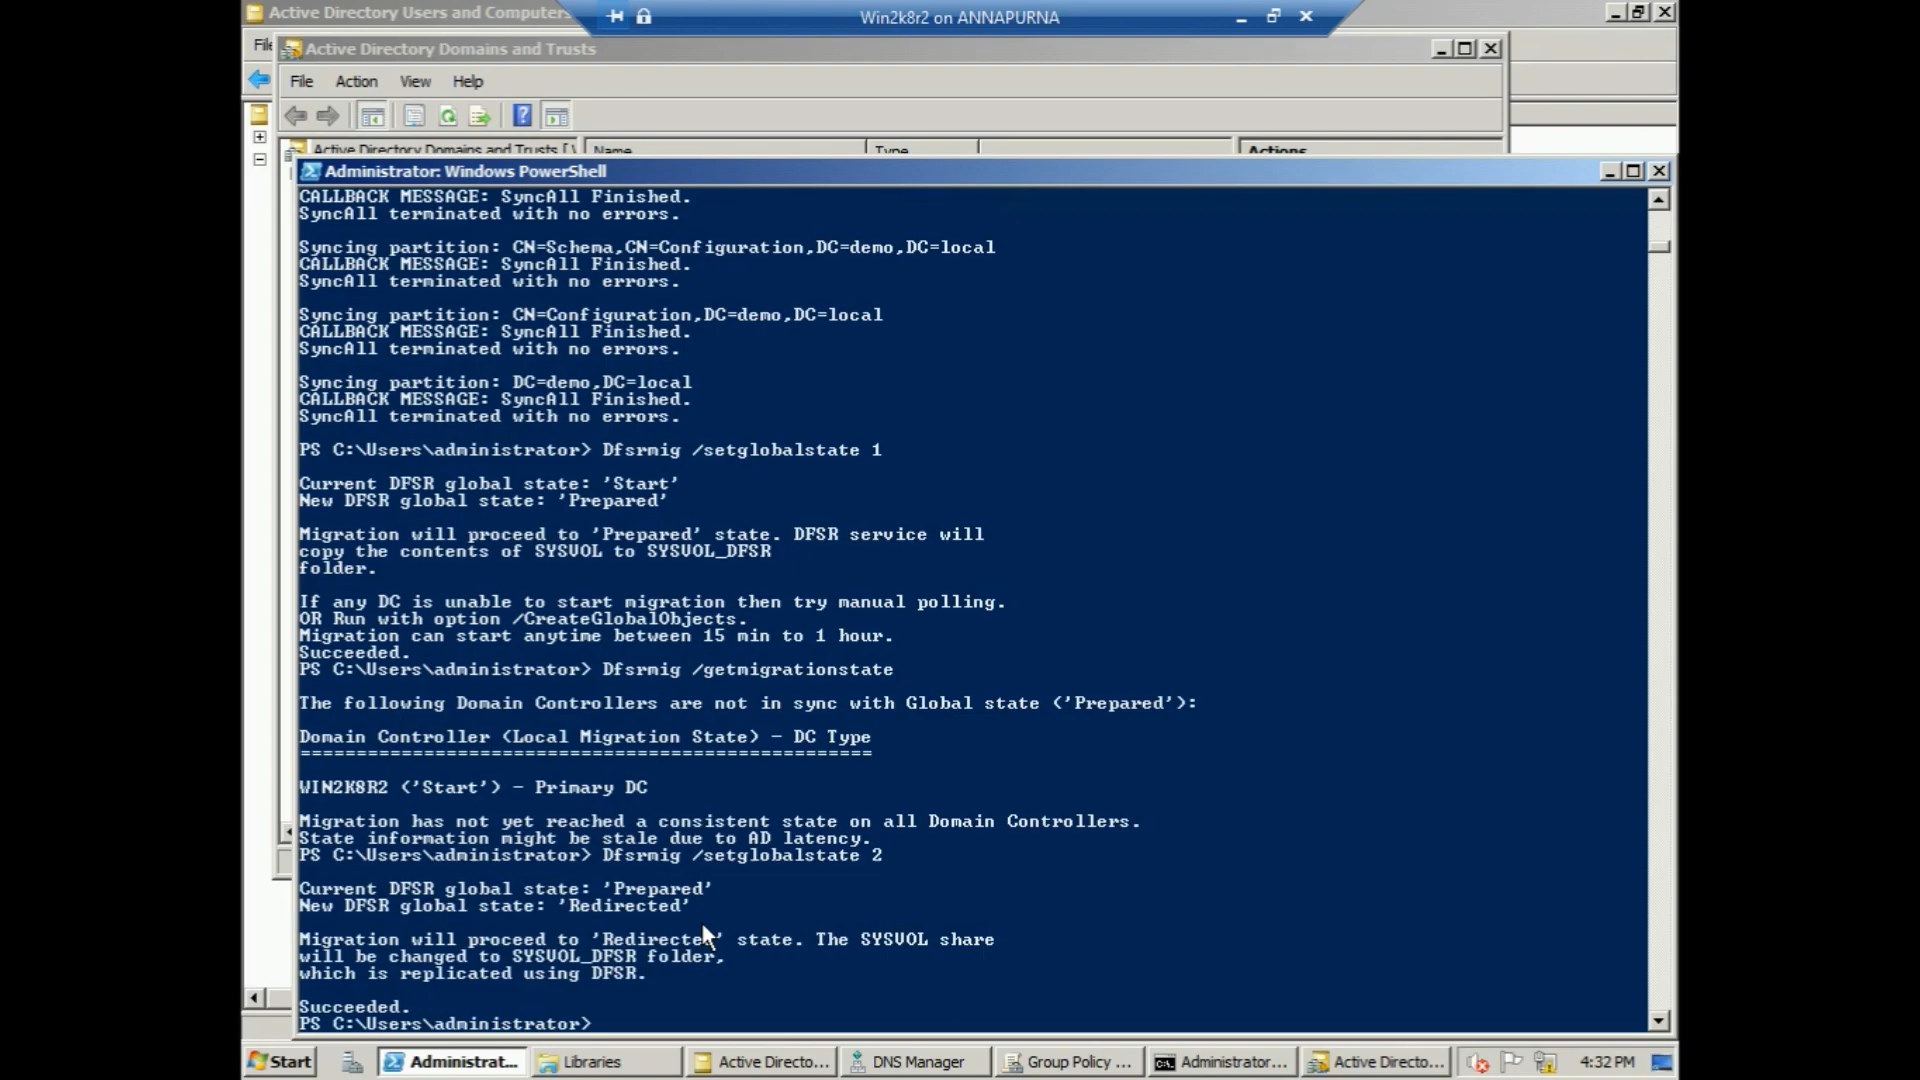 Active Directory Users and Computers
Win2k8r2 on ANNAPURNA
Active Directory Domains and Trusts
File Action View Help
Active Directory Domains and Trusts [
Name
Type
Actions
Administrator: Windows PowerShell
CALLBACK MESSAGE: SyncAll Finished.
SyncAll terminated with no errors.
Syncing partition: CN=Schema,CN=Configuration,DC=demo,DC=local
CALLBACK MESSAGE: SyncAll Finished.
SyncAll terminated with no errors.
Syncing partition: CN=Configuration,DC=demo,DC=local
CALLBACK MESSAGE: SyncAll Finished.
SyncAll terminated with no errors.
Syncing partition: DC=demo,DC=local
CALLBACK MESSAGE: SyncAll Finished.
SyncAll terminated with no errors.
PS C:\Users\administrator> Dfsrmig /setglobalstate 1
Current DFSR global state: 'Start'
New DFSR global state: 'Prepared'
Migration will proceed to 'Prepared' state. DFSR service will
copy the contents of SYSVOL to SYSVOL_DFSR
folder.
If any DC is unable to start migration then try manual polling.
OR Run with option /CreateGlobalObjects.
Migration can start anytime between 15 min to 1 hour.
Succeeded.
PS C:\Users\administrator> Dfsrmig /getmigrationstate
The following Domain Controllers are not in sync with Global state ('Prepared'):
Domain Controller (Local Migration State) - DC Type
===================================================
WIN2K8R2 ('Start') - Primary DC
Migration has not yet reached a consistent state on all Domain Controllers.
State information might be stale due to AD latency.
PS C:\Users\administrator> Dfsrmig /setglobalstate 2
Current DFSR global state: 'Prepared'
New DFSR global state: 'Redirected'
Migration will proceed to 'Redirected' state. The SYSVOL share
will be changed to SYSVOL_DFSR folder,
which is replicated using DFSR.
Succeeded.
PS C:\Users\administrator>
Start
Administrat...
Libraries
Active Directo...
DNS Manager
Group Policy ...
Administrator...
Active Directo...
4:32 PM